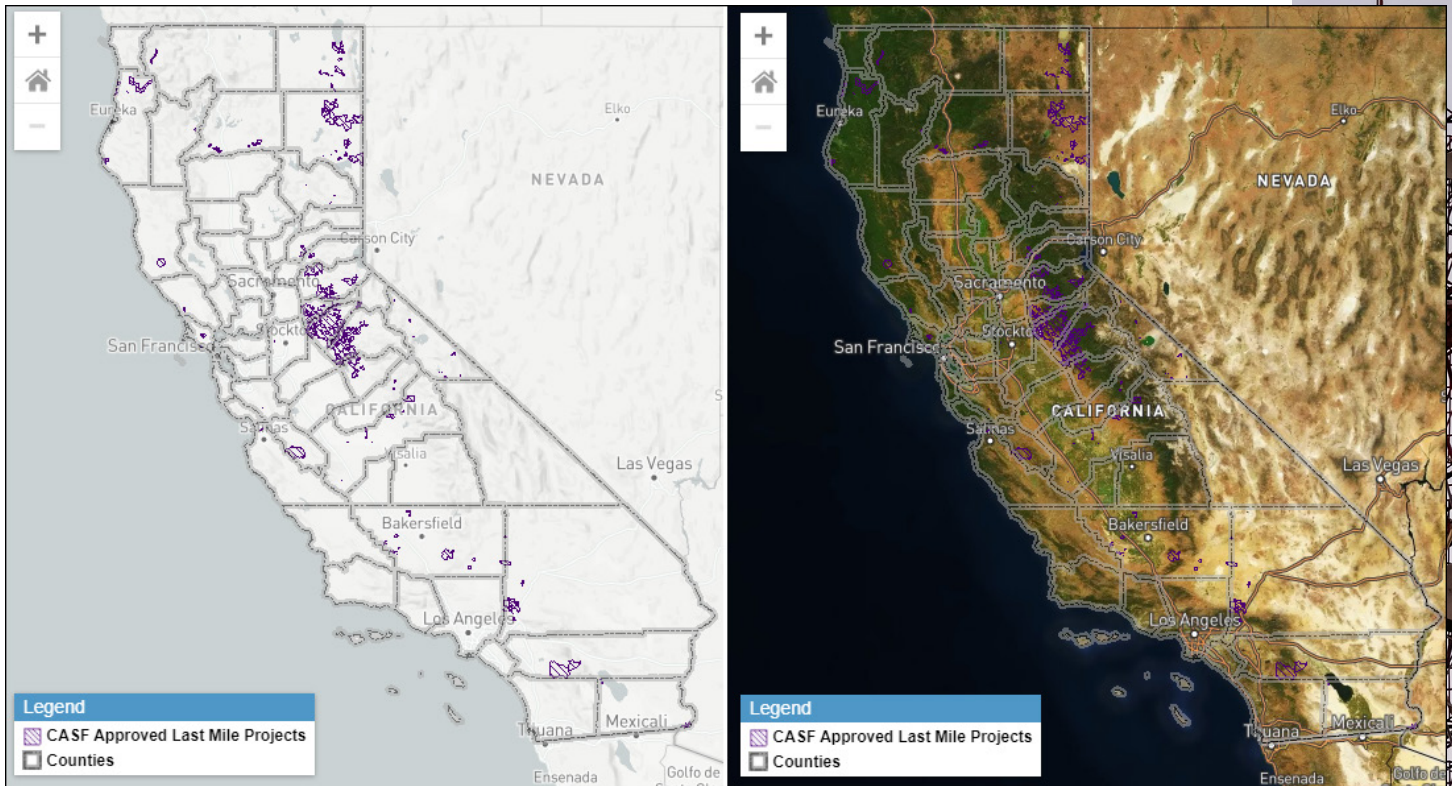 +
Eureka
Elko
NEVADA
Carson City
Sacramento
Stockto
San Francisco
CALIFORNIA
Salinas
Visalia
Las Vegas
Bakersfield
Los Angeles
Legend
CASF Approved Last Mile Projects
Counties
Tijuana
Mexicali
Ensenada
Golfo de
+
Eureka
Elko
NEVADA
Carson City
Sacramento
Stockto
San Francisco
CALIFORNIA
Salinas
Visalia
Las Vegas
Bakersfield
Los Angeles
Legend
CASF Approved Last Mile Projects
Counties
Tijuana
Mexicali
Ensenada
Golfo de